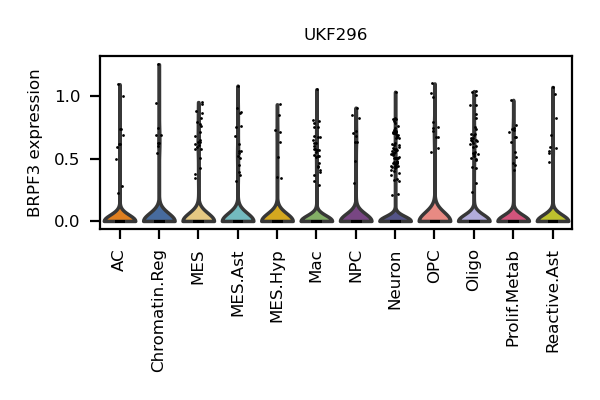 UKF296
BRPF3 expression
1.0
0.5
0.0
AC
Chromatin.Reg
MES
MES.Ast
MES.Hyp
Mac
NPC
Neuron
OPC
Oligo
Prolif.Metab
Reactive.Ast